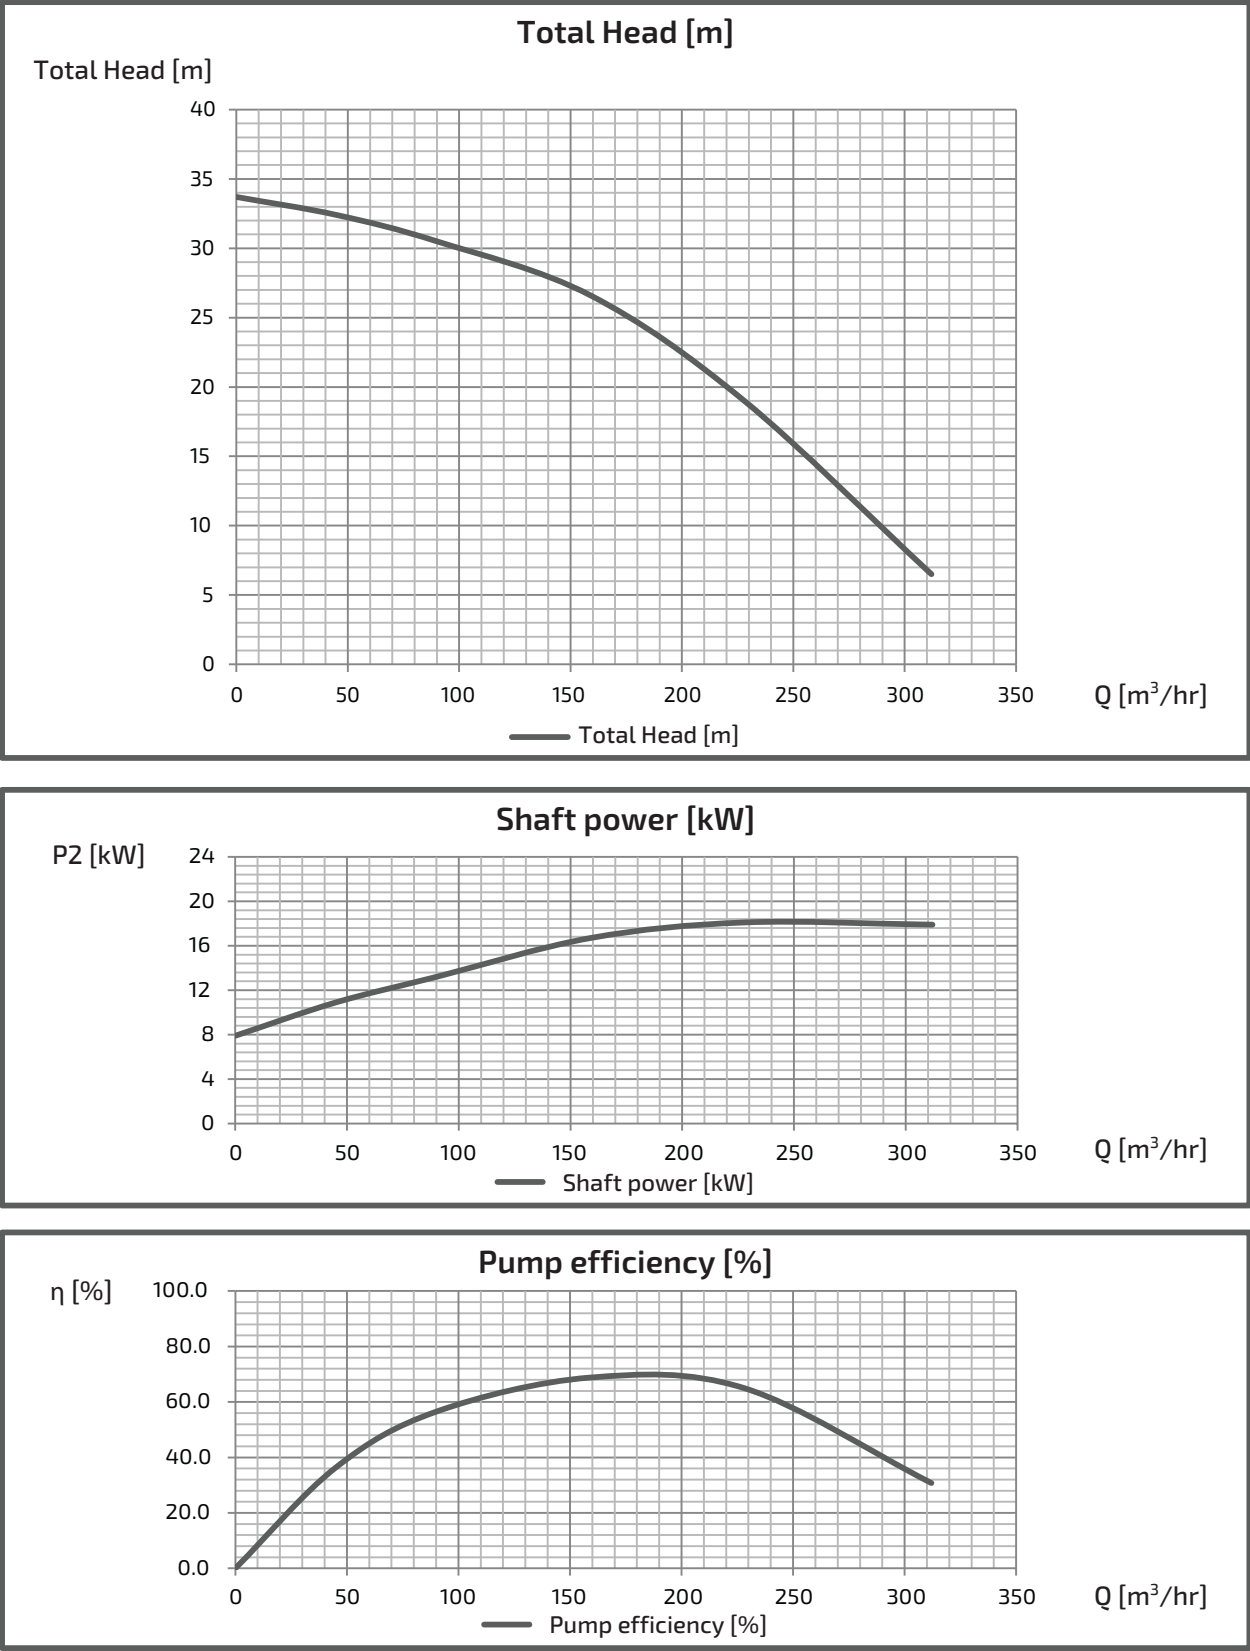 Total Head [m]
Total Head [m]
40
35
30
25
20
15
10
5
0
0 50 100 150 200 250 300 350 Q [m³/hr]
Total Head [m]
Shaft power [kW]
P2 [kW] 24
20
16
12
8
4
0
0 50 100 150 200 250 300 350 Q [m³/hr]
Shaft power [kW]
Pump efficiency [%]
η [%] 100.0
80.0
60.0
40.0
20.0
0.0
0 50 100 150 200 250 300 350 Q [m³/hr]
Pump efficiency [%]